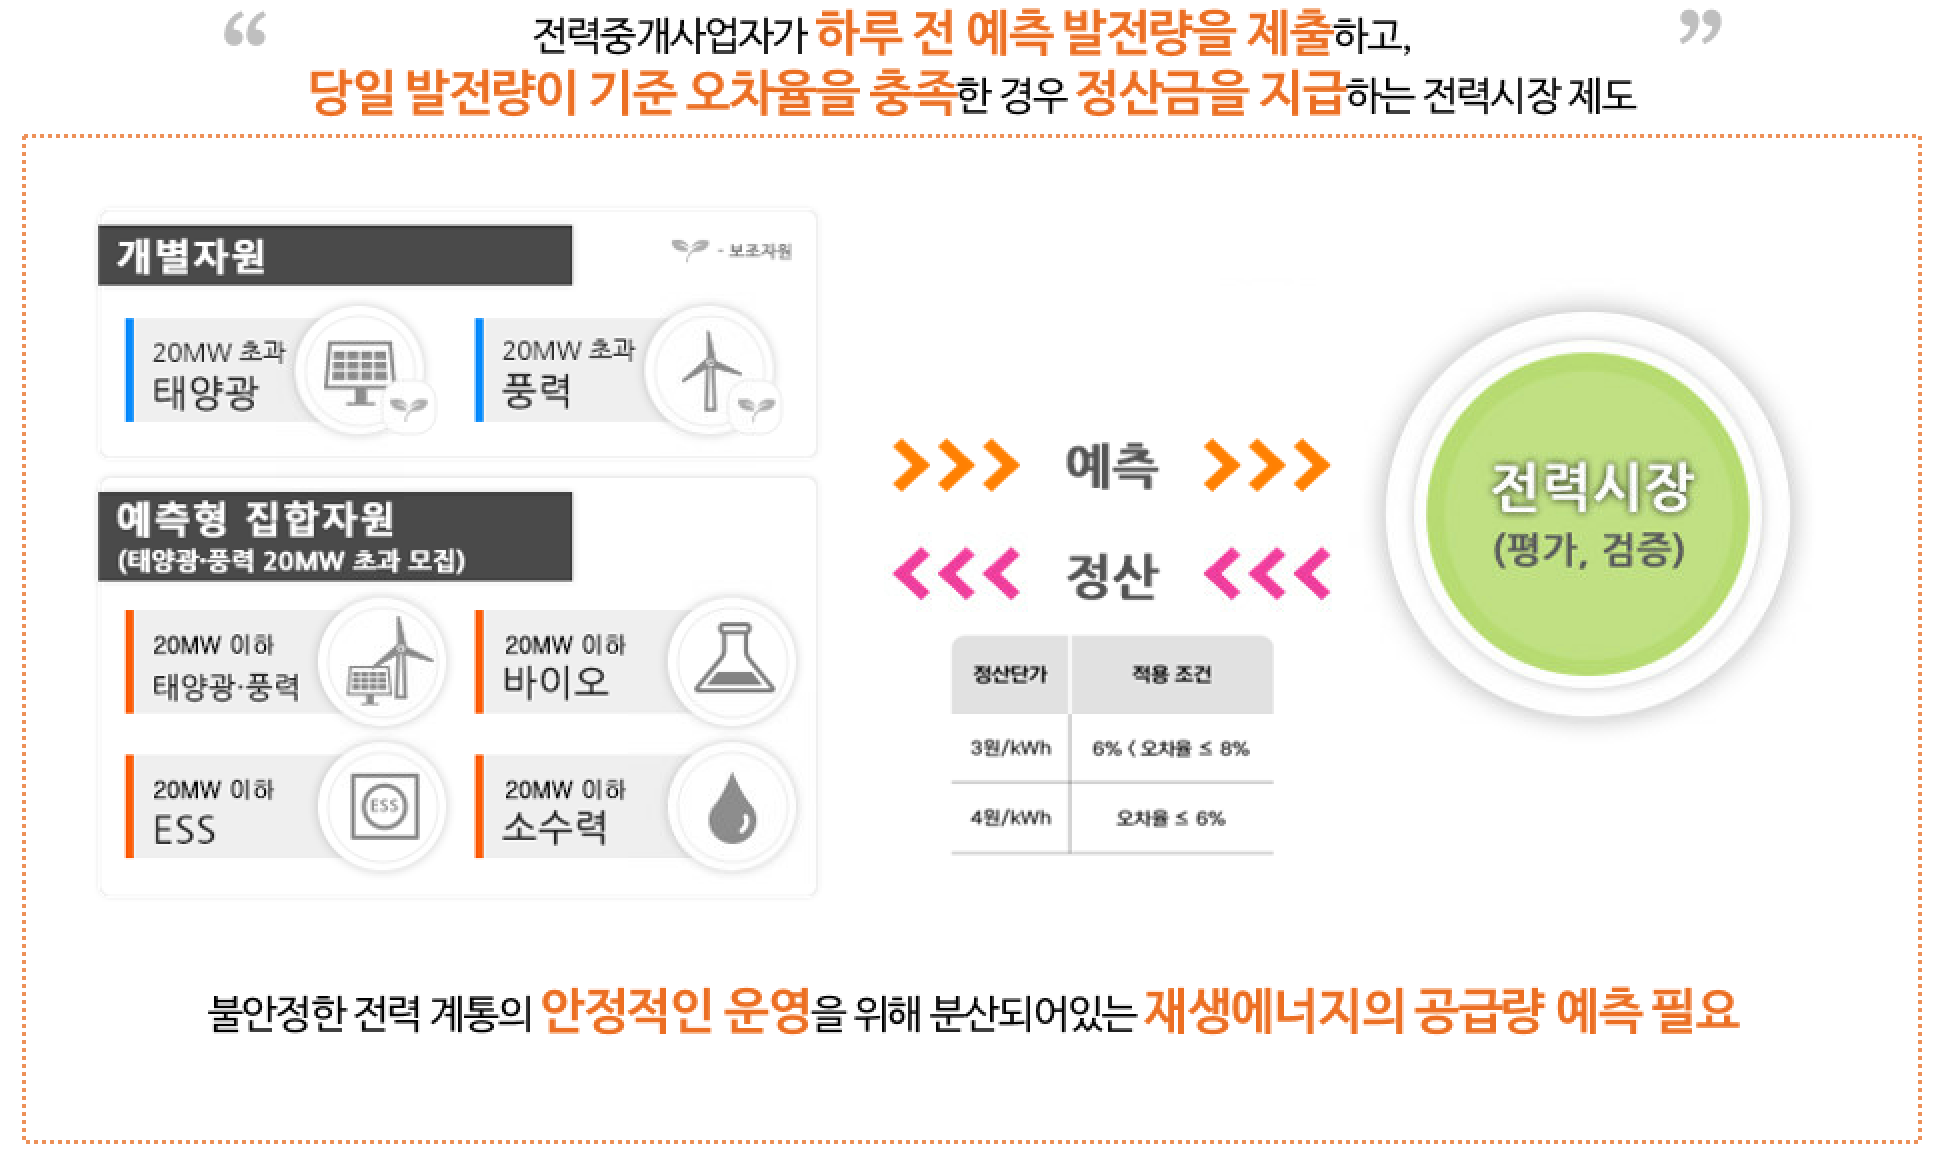 “ 전력중개사업자가 하루 전 예측 발전량을 제출하고, ”
당일 발전량이 기준 오차율을 충족한 경우 정산금을 지급하는 전력시장 제도
개별자원
- 보조자원
20MW 초과
태양광
20MW 초과
풍력
예측형 집합자원
(태양광·풍력 20MW 초과 모집)
20MW 이하
태양광·풍력
20MW 이하
바이오
20MW 이하
ESS
ESS
20MW 이하
소수력
예측
정산
정산단가 적용 조건
3원/kWh 6% < 오차율 ≤ 8%
4원/kWh 오차율 ≤ 6%
전력시장
(평가, 검증)
불안정한 전력 계통의 안정적인 운영을 위해 분산되어있는 재생에너지의 공급량 예측 필요